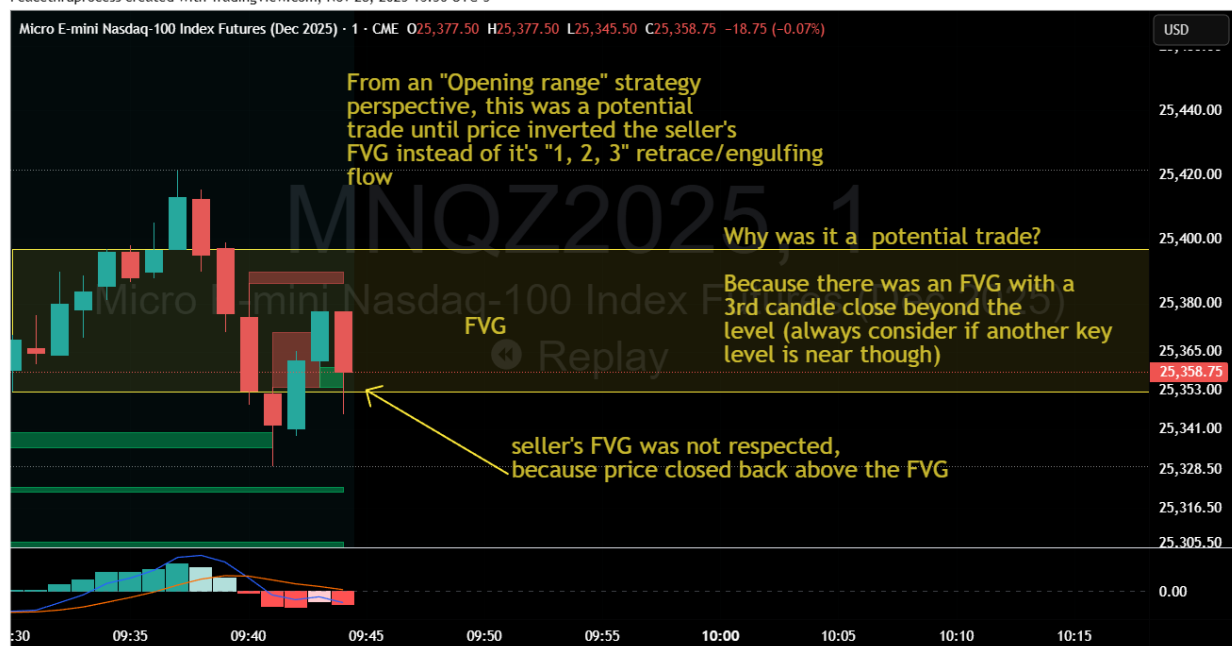 Micro E-mini Nasdaq-100 Index Futures (Dec 2025) · 1 · CME O25,377.50 H25,377.50 L25,345.50 C25,358.75 −18.75 (−0.07%)
USD
From an "Opening range" strategy
perspective, this was a potential
trade until price inverted the seller's
FVG instead of it's "1, 2, 3" retrace/engulfing
flow
MNQZ2025, 1
Micro E-mini Nasdaq-100 Index Futures (Dec 2025)
Replay
Why was it a potential trade?
Because there was an FVG with a
3rd candle close beyond the
level (always consider if another key
level is near though)
FVG
seller's FVG was not respected,
because price closed back above the FVG
25,440.00
25,420.00
25,400.00
25,380.00
25,365.00
25,358.75
25,353.00
25,341.00
25,328.50
25,316.50
25,305.50
0.00
:30
09:35
09:40
09:45
09:50
09:55
10:00
10:05
10:10
10:15